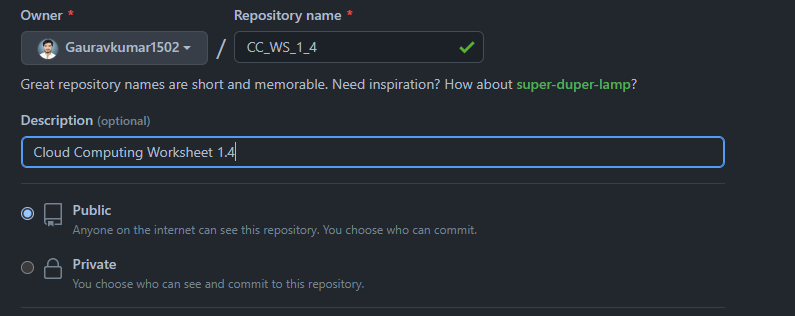 Owner * Repository name *
Gauravkumar1502 / CC_WS_1_4
Great repository names are short and memorable. Need inspiration? How about super-duper-lamp?
Description (optional)
Cloud Computing Worksheet 1.4
Public
Anyone on the internet can see this repository. You choose who can commit.
Private
You choose who can see and commit to this repository.